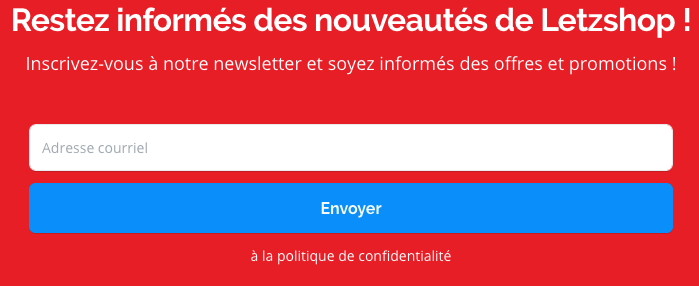 Restez informés des nouveautés de Letzshop !
Inscrivez-vous à notre newsletter et soyez informés des offres et promotions !
Adresse courriel
Envoyer
à la politique de confidentialité